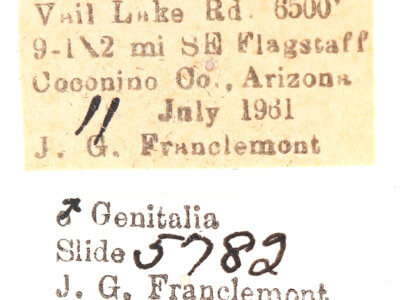 Vail Lake Rd. 6500'
9-1\2 mi SE Flagstaff
Coconino Co., Arizona
11 July 1961
J. G. Franclemont
♂ Genitalia
Slide 5782
J. G. Franclemont